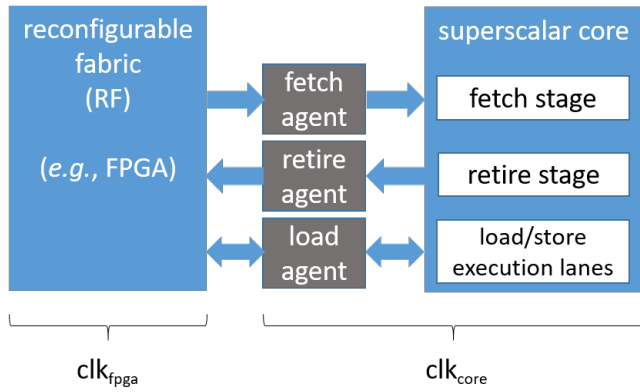 reconfigurable
fabric
(RF)
(e.g., FPGA)
fetch
agent
retire
agent
load
agent
superscalar core
fetch stage
retire stage
load/store
execution lanes
clkfpga
clkcore